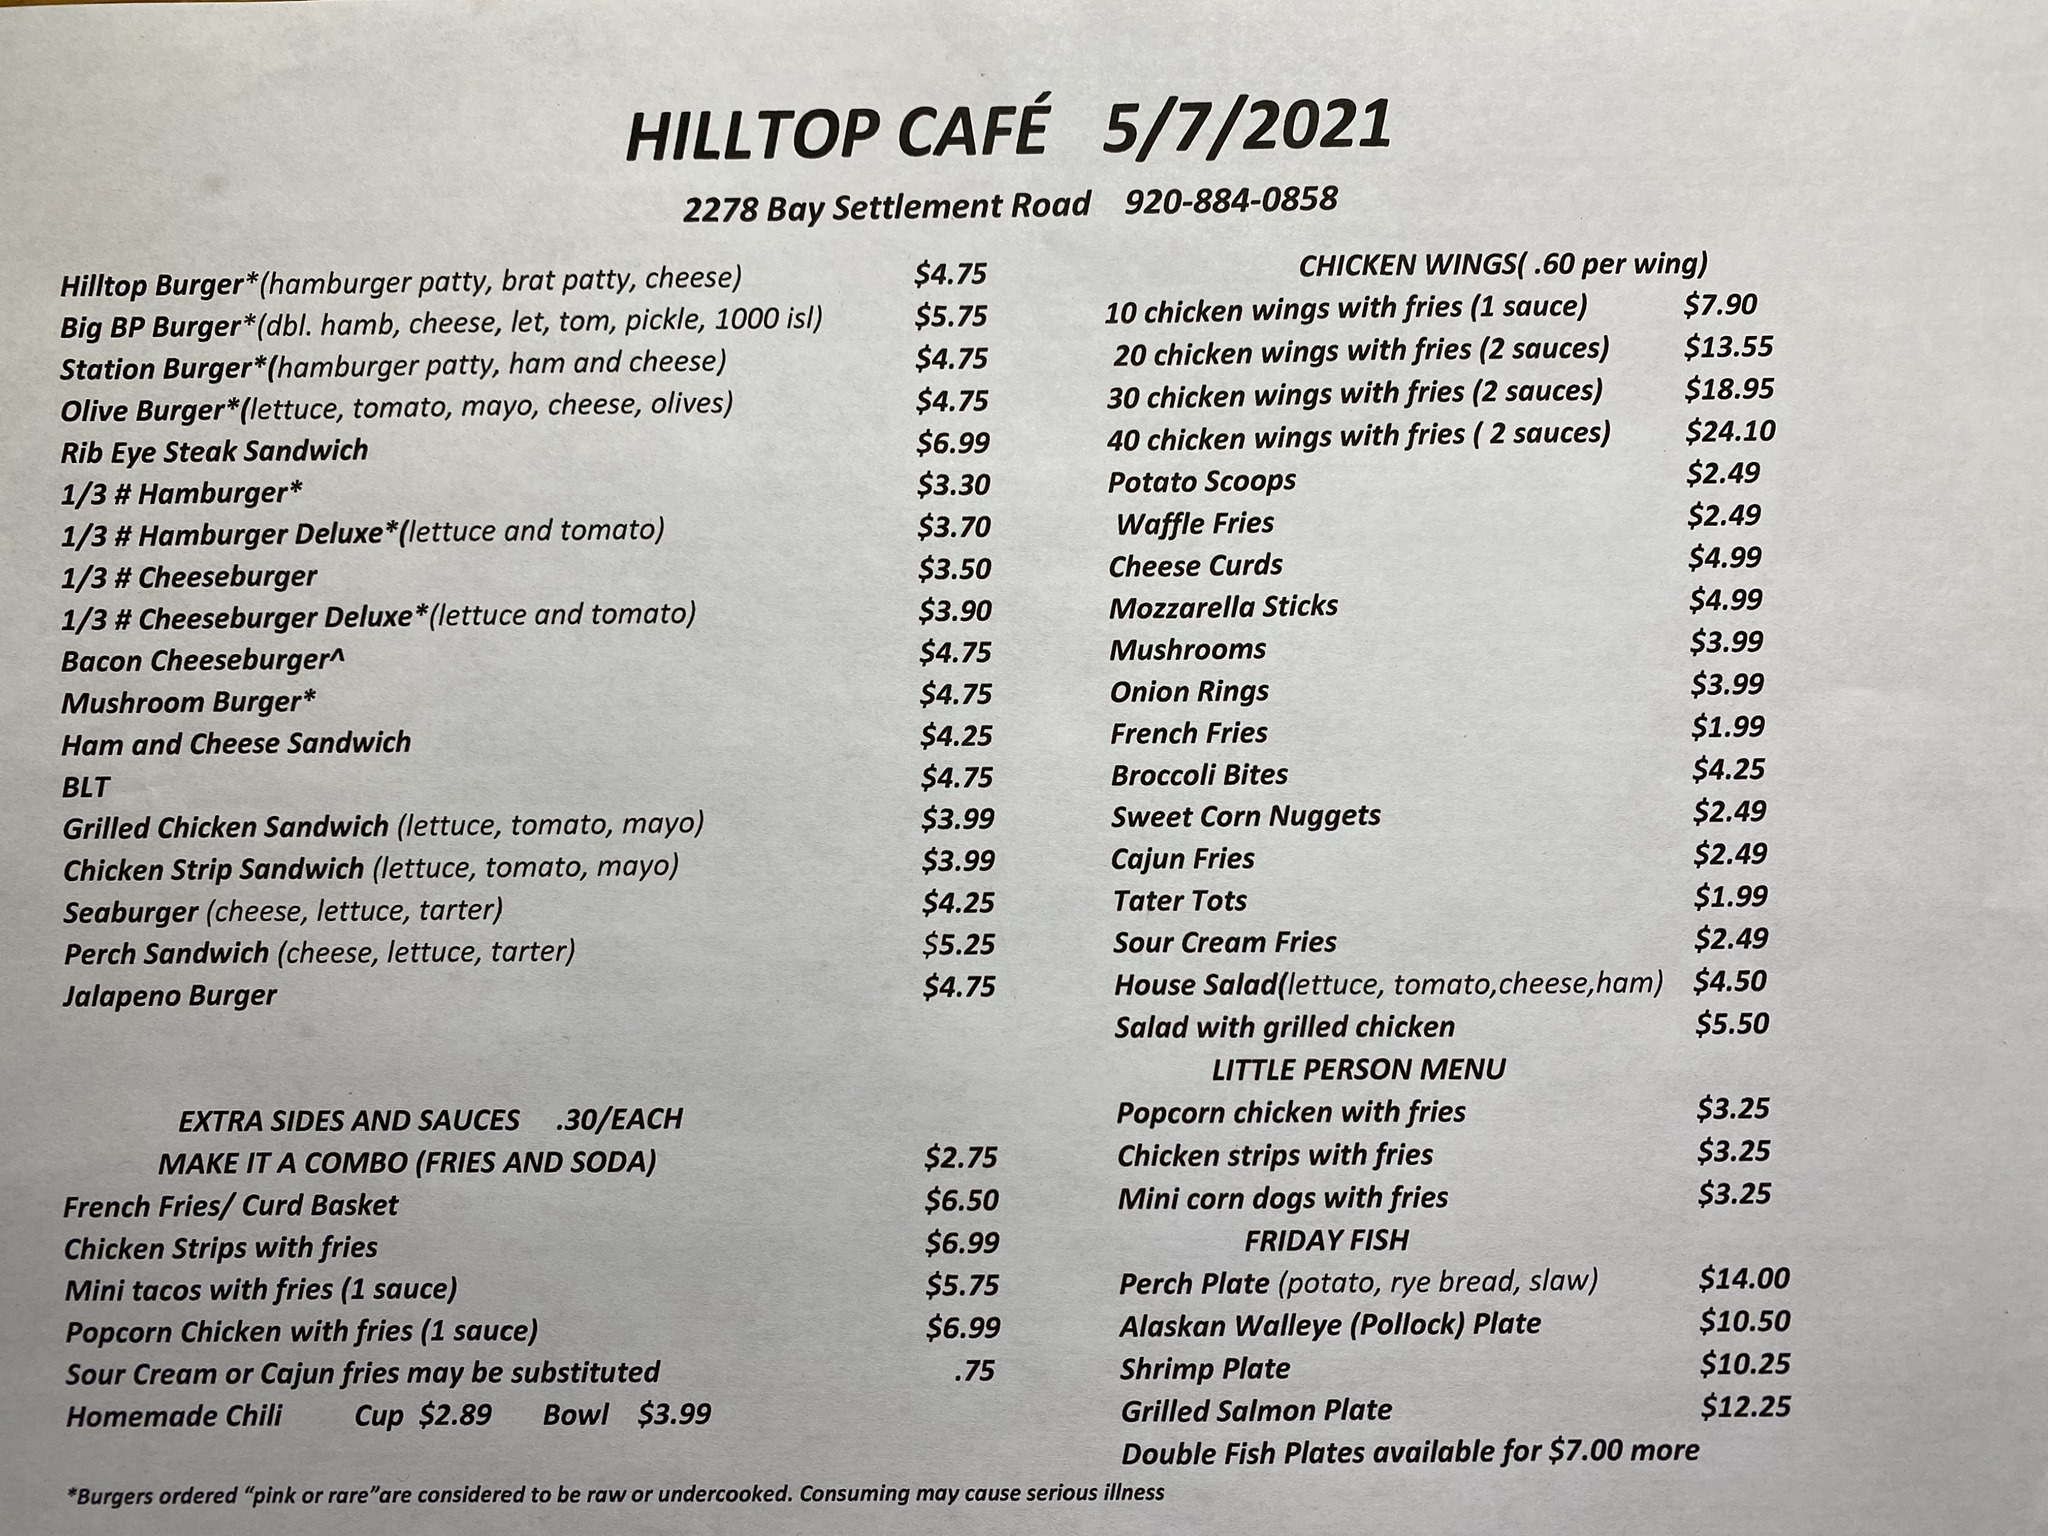 HILLTOP CAFÉ 5/7/2021
2278 Bay Settlement Road 920-884-0858
Hilltop Burger*(hamburger patty, brat patty, cheese) $4.75
Big BP Burger*(dbl. hamb, cheese, let, tom, pickle, 1000 isl) $5.75
Station Burger*(hamburger patty, ham and cheese) $4.75
Olive Burger*(lettuce, tomato, mayo, cheese, olives) $4.75
Rib Eye Steak Sandwich $6.99
1/3 # Hamburger* $3.30
1/3 # Hamburger Deluxe*(lettuce and tomato) $3.70
1/3 # Cheeseburger $3.50
1/3 # Cheeseburger Deluxe*(lettuce and tomato) $3.90
Bacon Cheeseburger^ $4.75
Mushroom Burger* $4.75
Ham and Cheese Sandwich $4.25
BLT $4.75
Grilled Chicken Sandwich (lettuce, tomato, mayo) $3.99
Chicken Strip Sandwich (lettuce, tomato, mayo) $3.99
Seaburger (cheese, lettuce, tarter) $4.25
Perch Sandwich (cheese, lettuce, tarter) $5.25
Jalapeno Burger $4.75
EXTRA SIDES AND SAUCES .30/EACH
MAKE IT A COMBO (FRIES AND SODA) $2.75
French Fries/ Curd Basket $6.50
Chicken Strips with fries $6.99
Mini tacos with fries (1 sauce) $5.75
Popcorn Chicken with fries (1 sauce) $6.99
Sour Cream or Cajun fries may be substituted .75
Homemade Chili Cup $2.89 Bowl $3.99
CHICKEN WINGS( .60 per wing)
10 chicken wings with fries (1 sauce) $7.90
20 chicken wings with fries (2 sauces) $13.55
30 chicken wings with fries (2 sauces) $18.95
40 chicken wings with fries ( 2 sauces) $24.10
Potato Scoops $2.49
Waffle Fries $2.49
Cheese Curds $4.99
Mozzarella Sticks $4.99
Mushrooms $3.99
Onion Rings $3.99
French Fries $1.99
Broccoli Bites $4.25
Sweet Corn Nuggets $2.49
Cajun Fries $2.49
Tater Tots $1.99
Sour Cream Fries $2.49
House Salad(lettuce, tomato,cheese,ham) $4.50
Salad with grilled chicken $5.50
LITTLE PERSON MENU
Popcorn chicken with fries $3.25
Chicken strips with fries $3.25
Mini corn dogs with fries $3.25
FRIDAY FISH
Perch Plate (potato, rye bread, slaw) $14.00
Alaskan Walleye (Pollock) Plate $10.50
Shrimp Plate $10.25
Grilled Salmon Plate $12.25
Double Fish Plates available for $7.00 more
*Burgers ordered "pink or rare"are considered to be raw or undercooked. Consuming may cause serious illness